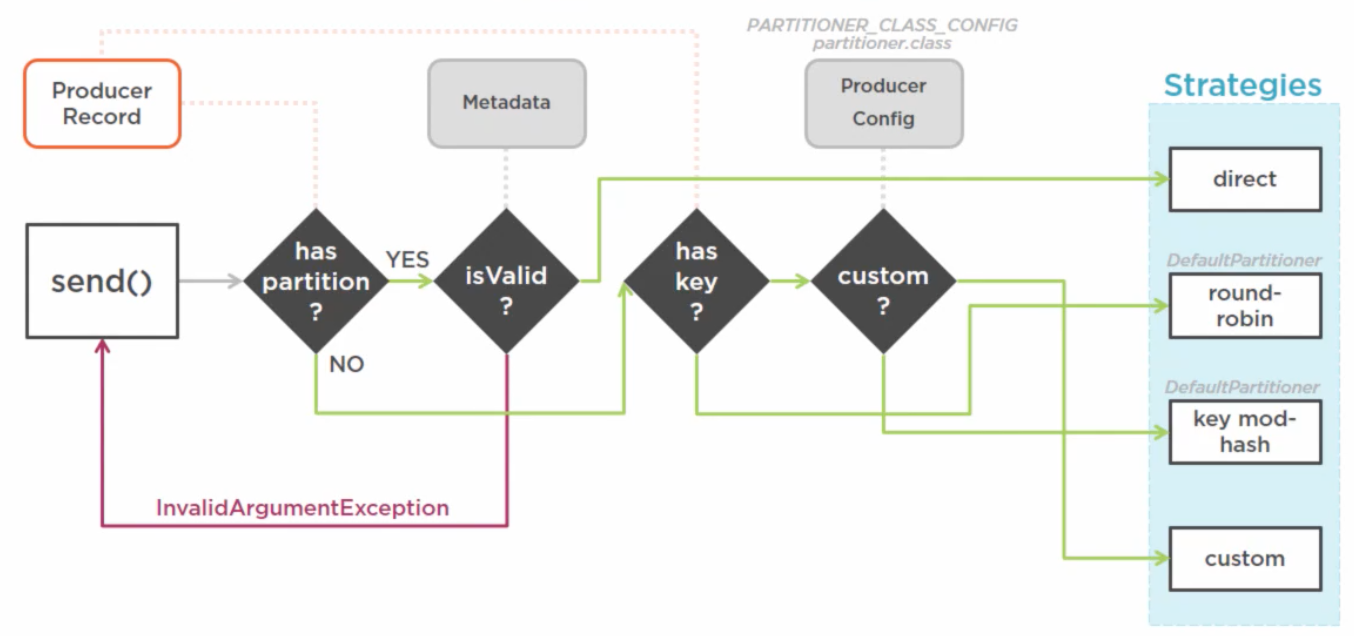 PARTITIONER_CLASS_CONFIG
partitioner.class
Producer
Record
Metadata
Producer
Config
Strategies
direct
send()
has
partition
?
YES
isValid
?
has
key
?
custom
?
DefaultPartitioner
round-
robin
NO
DefaultPartitioner
key mod-
hash
InvalidArgumentException
custom